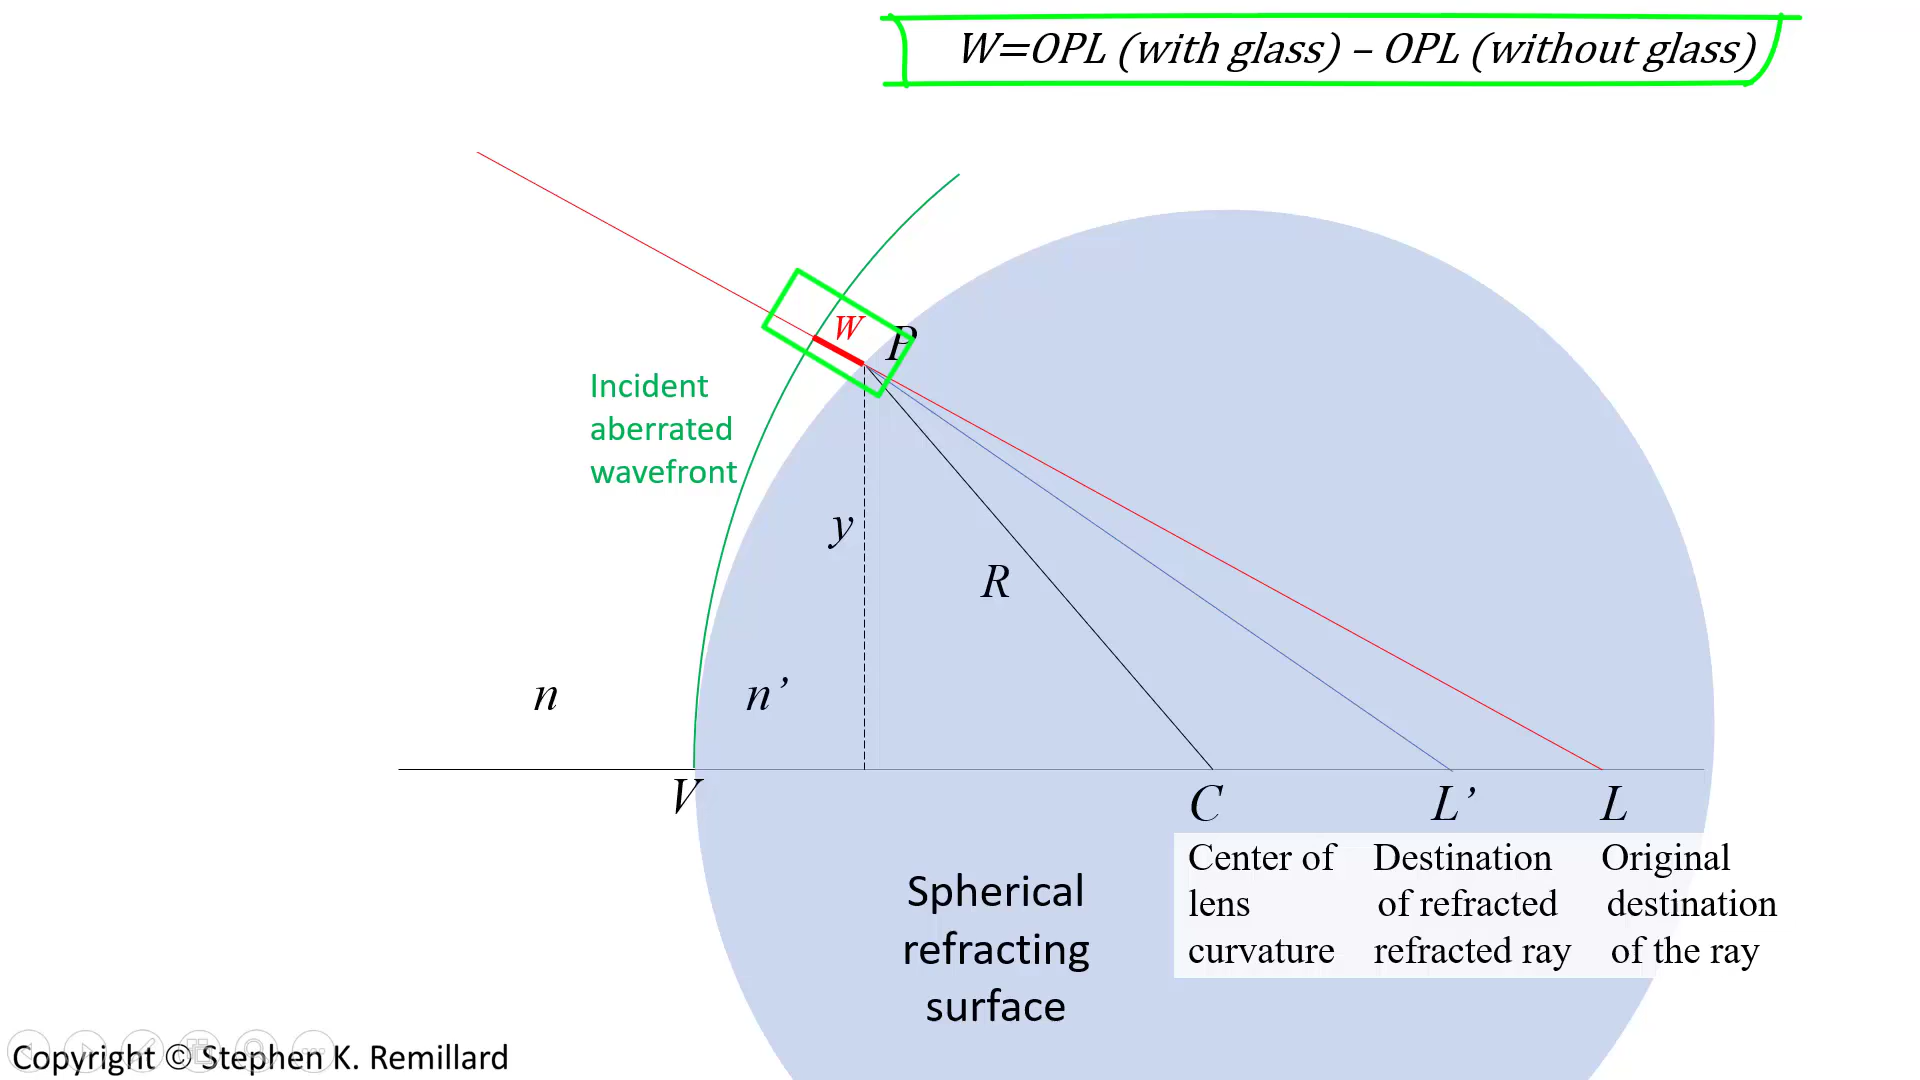 W=OPL (with glass) – OPL (without glass)
W
P
Incident
aberrated
wavefront
y
R
n
n’
V
C
L’
L
Center of
lens
curvature
Destination
of refracted
refracted ray
Original
destination
of the ray
Spherical
refracting
surface
Copyright © Stephen K. Remillard